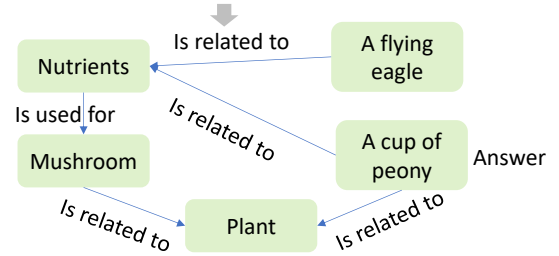 Is related to
A flying
eagle
Nutrients
Is used for
Is related to
A cup of
peony
Answer
Mushroom
Is related to
Plant
Is related to